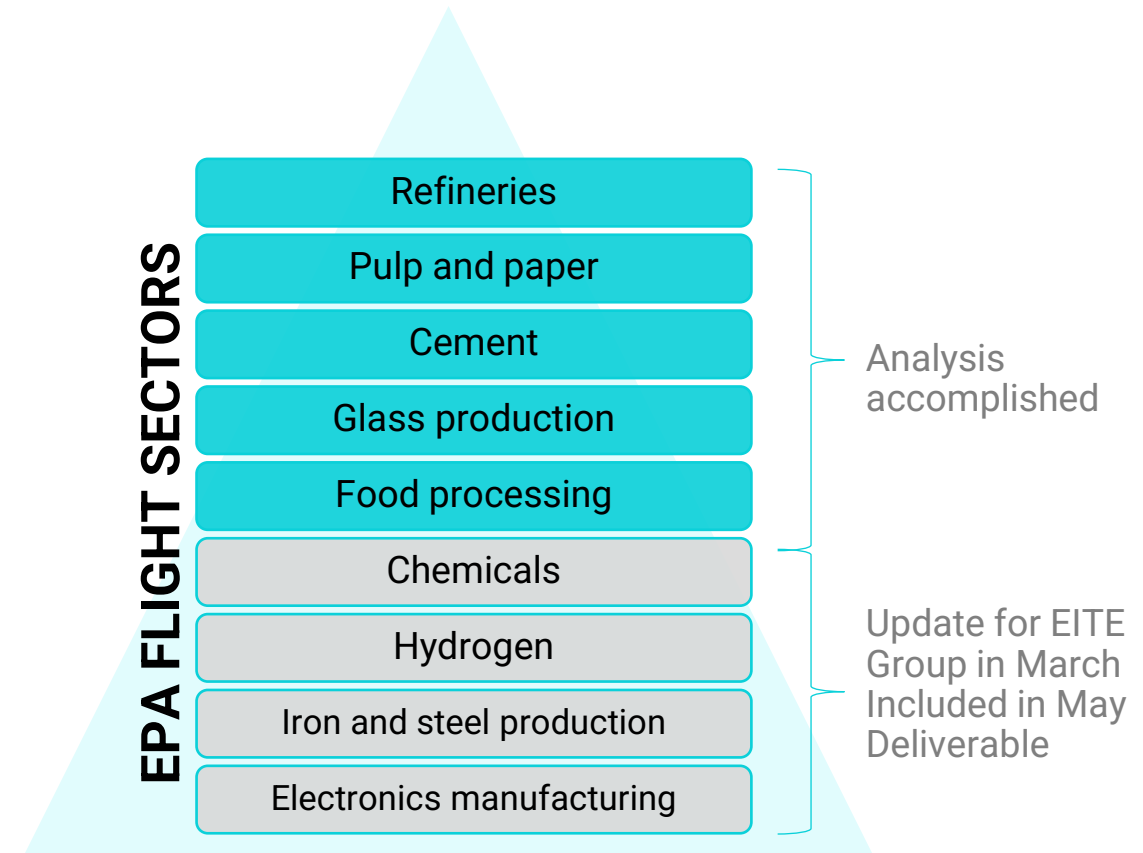 EPA FLIGHT SECTORS
Refineries
Pulp and paper
Cement
Glass production
Food processing
Chemicals
Hydrogen
Iron and steel production
Electronics manufacturing
Analysis
accomplished
Update for EITE
Group in March
Included in May
Deliverable